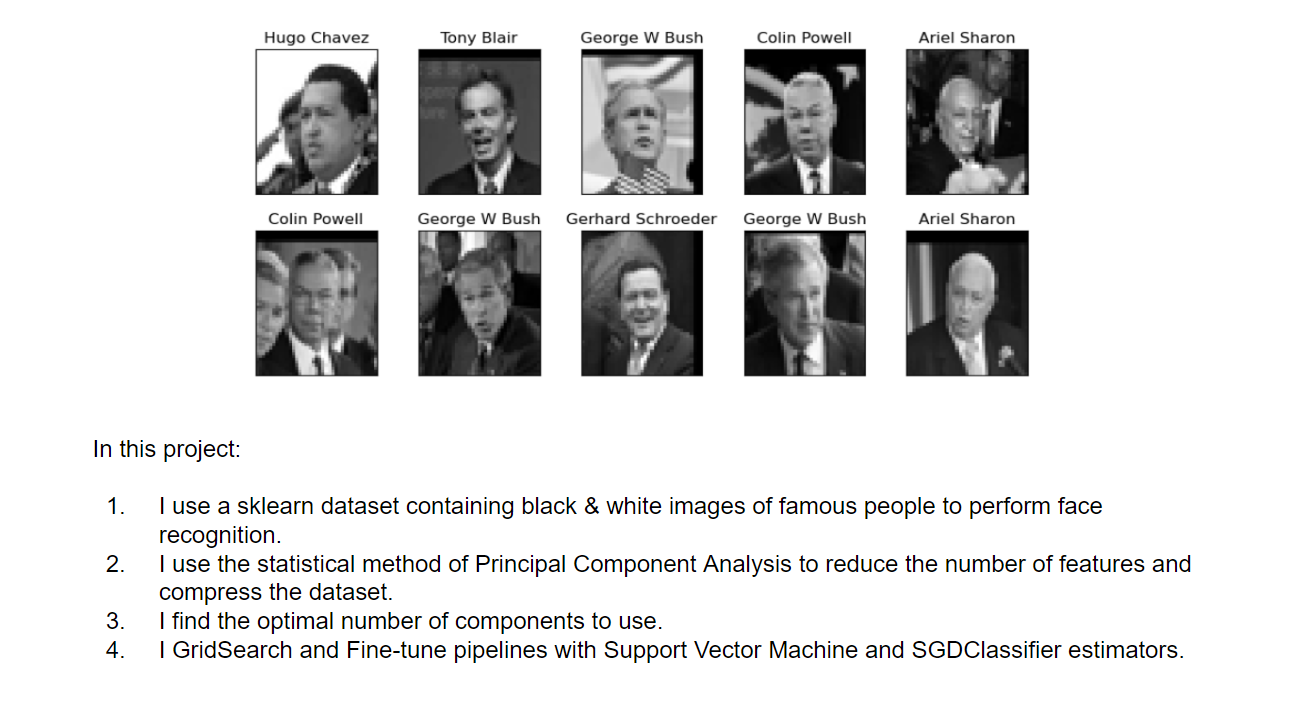 Hugo Chavez Tony Blair George W Bush Colin Powell Ariel Sharon
Colin Powell George W Bush Gerhard Schroeder George W Bush Ariel Sharon
In this project:
1. I use a sklearn dataset containing black & white images of famous people to perform face
recognition.
2. I use the statistical method of Principal Component Analysis to reduce the number of features and
compress the dataset.
3. I find the optimal number of components to use.
4. I GridSearch and Fine-tune pipelines with Support Vector Machine and SGDClassifier estimators.